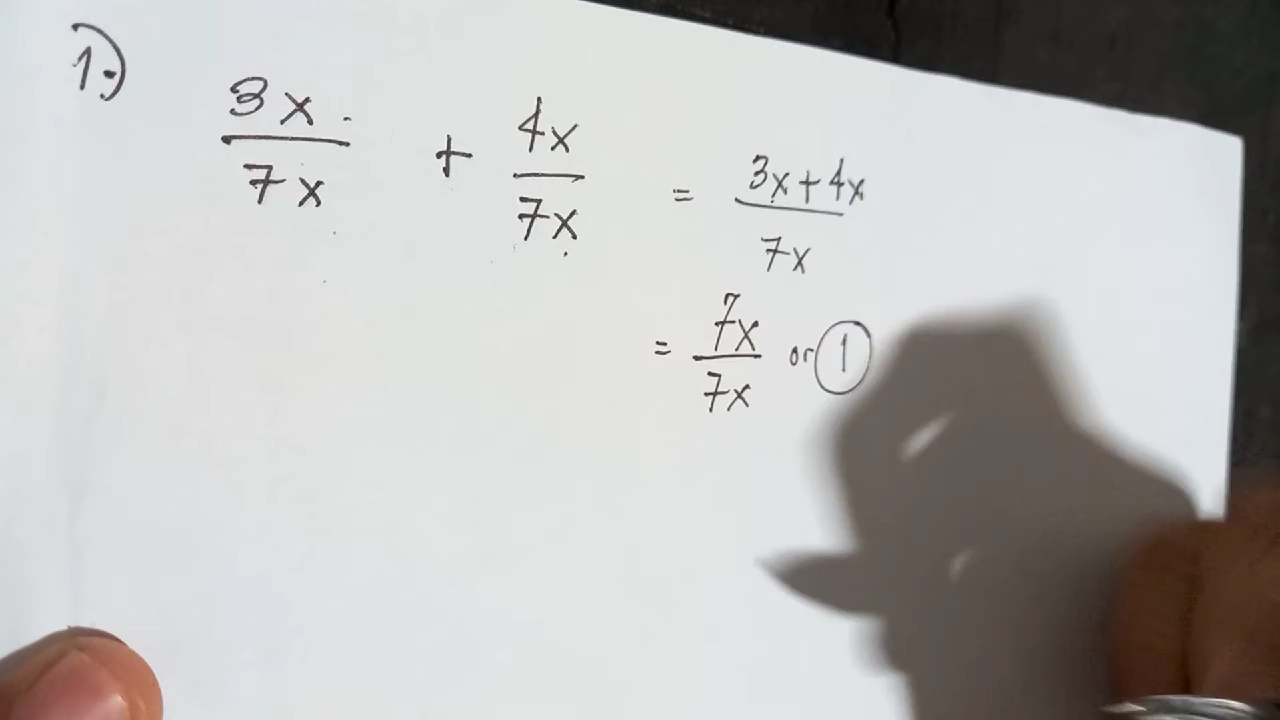 1.)
3x/7x + 4x/7x = 3x+4x/7x
= 7x/7x or 1